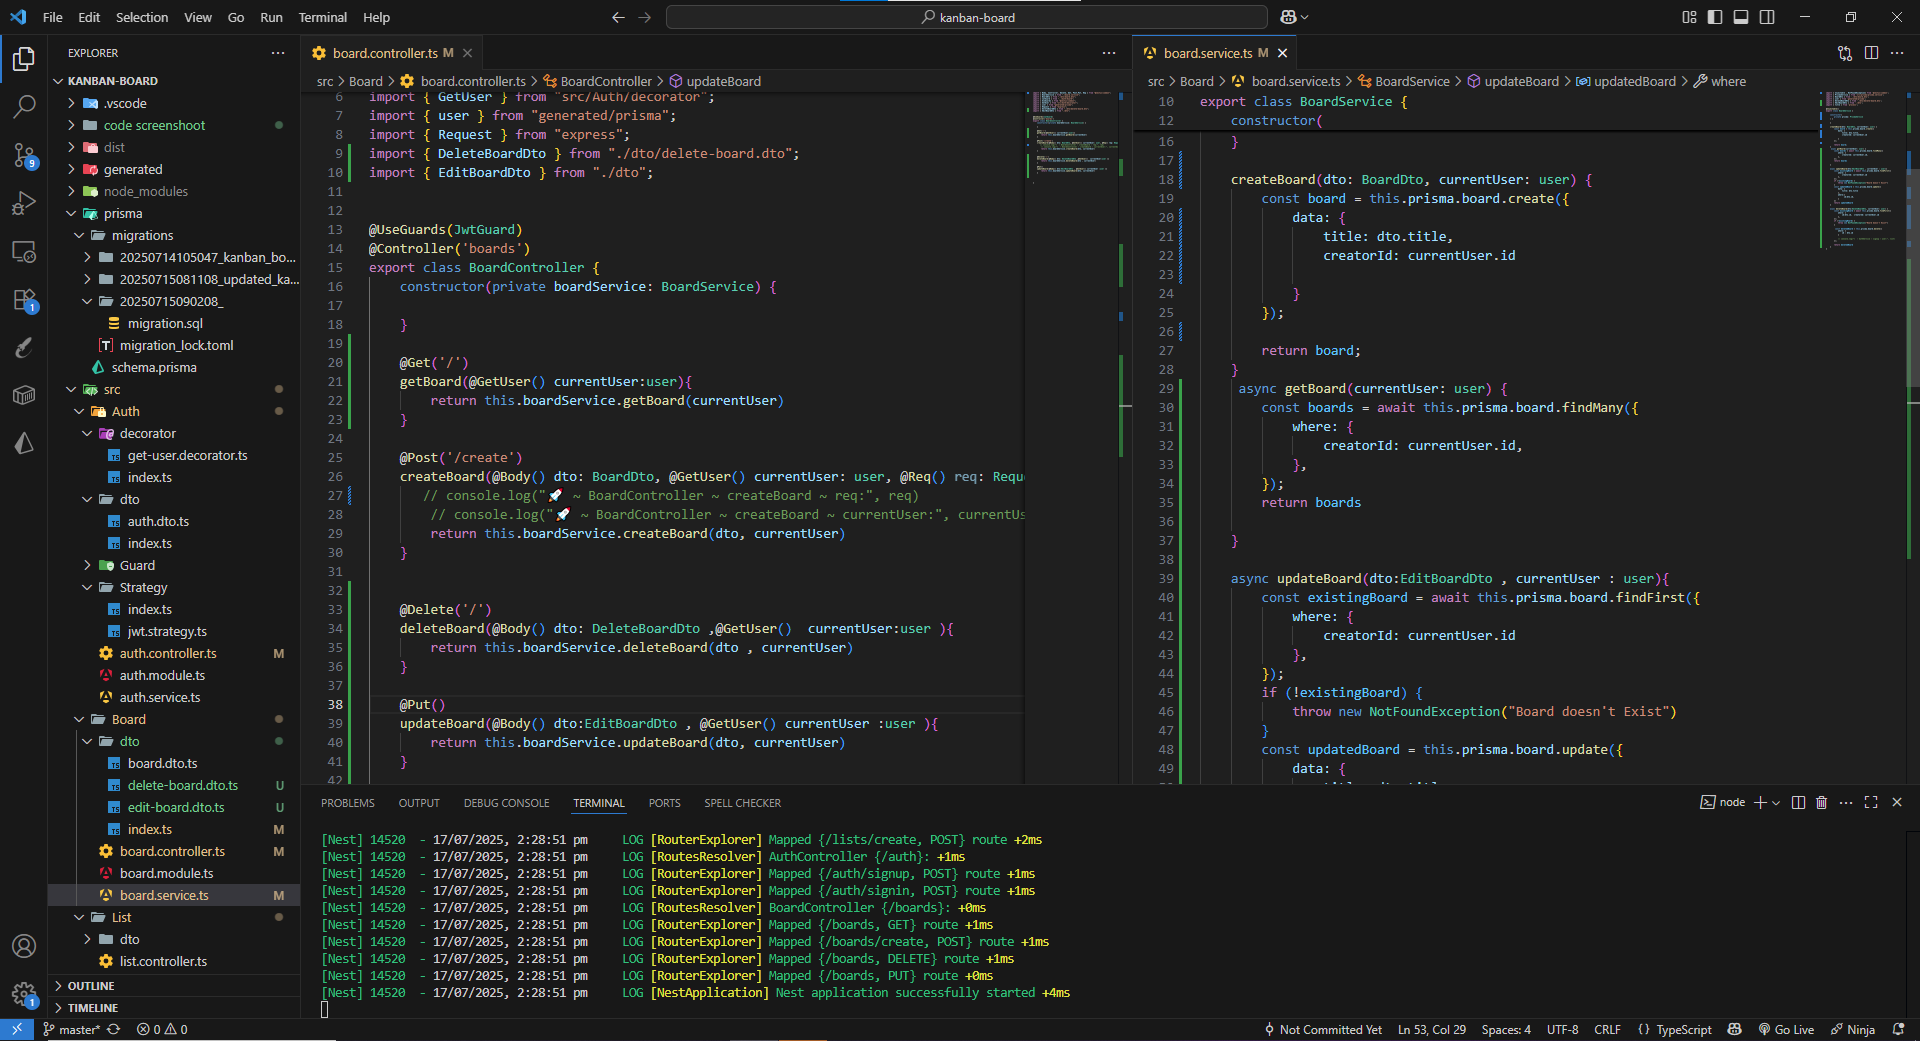 File Edit Selection View Go Run Terminal Help
kanban-board
EXPLORER
KANBAN-BOARD
.vscode
code screenshoot
dist
generated
node_modules
prisma
migrations
20250714105047_kanban_bo...
20250715081108_updated_ka...
20250715090208_
migration.sql
migration_lock.toml
schema.prisma
src
Auth
decorator
get-user.decorator.ts
index.ts
dto
auth.dto.ts
index.ts
Guard
Strategy
index.ts
jwt.strategy.ts
auth.controller.ts M
auth.module.ts
auth.service.ts
Board
dto
board.dto.ts
delete-board.dto.ts U
edit-board.dto.ts U
index.ts M
board.controller.ts M
board.module.ts
board.service.ts M
List
dto
list.controller.ts
OUTLINE
TIMELINE
9
1
1
board.controller.ts M
src > Board > board.controller.ts > BoardController > updateBoard
6 import { GetUser } from "src/Auth/decorator";
7 import { user } from "generated/prisma";
8 import { Request } from "express";
9 import { DeleteBoardDto } from "./dto/delete-board.dto";
10 import { EditBoardDto } from "./dto";
11
12
13 @UseGuards(JwtGuard)
14 @Controller('boards')
15 export class BoardController {
16 constructor(private boardService: BoardService) {
17
18 }
19
20 @Get('/')
21 getBoard(@GetUser() currentUser:user){
22 return this.boardService.getBoard(currentUser)
23 }
24
25 @Post('/create')
26 createBoard(@Body() dto: BoardDto, @GetUser() currentUser: user, @Req() req: Reque
27 // console.log("🚀 ~ BoardController ~ createBoard ~ req:", req)
28 // console.log("🚀 ~ BoardController ~ createBoard ~ currentUser:", currentUs
29 return this.boardService.createBoard(dto, currentUser)
30 }
31
32
33 @Delete('/')
34 deleteBoard(@Body() dto: DeleteBoardDto ,@GetUser() currentUser:user ){
35 return this.boardService.deleteBoard(dto , currentUser)
36 }
37
38 @Put()
39 updateBoard(@Body() dto:EditBoardDto , @GetUser() currentUser :user ){
40 return this.boardService.updateBoard(dto, currentUser)
41 }
42
board.service.ts M
src > Board > board.service.ts > BoardService > updateBoard > updatedBoard > where
10 export class BoardService {
12 constructor(
16 }
17
18 createBoard(dto: BoardDto, currentUser: user) {
19 const board = this.prisma.board.create({
20 data: {
21 title: dto.title,
22 creatorId: currentUser.id
23
24 }
25 });
26
27 return board;
28 }
29 async getBoard(currentUser: user) {
30 const boards = await this.prisma.board.findMany({
31 where: {
32 creatorId: currentUser.id,
33 },
34 });
35 return boards
36
37 }
38
39 async updateBoard(dto:EditBoardDto , currentUser : user){
40 const existingBoard = await this.prisma.board.findFirst({
41 where: {
42 creatorId: currentUser.id
43 },
44 });
45 if (!existingBoard) {
46 throw new NotFoundException("Board doesn't Exist")
47 }
48 const updatedBoard = this.prisma.board.update({
49 data: {
PROBLEMS OUTPUT DEBUG CONSOLE TERMINAL PORTS SPELL CHECKER
node
[Nest] 14520 - 17/07/2025, 2:28:51 pm LOG [RouterExplorer] Mapped {/lists/create, POST} route +2ms
[Nest] 14520 - 17/07/2025, 2:28:51 pm LOG [RoutesResolver] AuthController {/auth}: +1ms
[Nest] 14520 - 17/07/2025, 2:28:51 pm LOG [RouterExplorer] Mapped {/auth/signup, POST} route +1ms
[Nest] 14520 - 17/07/2025, 2:28:51 pm LOG [RouterExplorer] Mapped {/auth/signin, POST} route +1ms
[Nest] 14520 - 17/07/2025, 2:28:51 pm LOG [RoutesResolver] BoardController {/boards}: +0ms
[Nest] 14520 - 17/07/2025, 2:28:51 pm LOG [RouterExplorer] Mapped {/boards, GET} route +1ms
[Nest] 14520 - 17/07/2025, 2:28:51 pm LOG [RouterExplorer] Mapped {/boards/create, POST} route +1ms
[Nest] 14520 - 17/07/2025, 2:28:51 pm LOG [RouterExplorer] Mapped {/boards, DELETE} route +1ms
[Nest] 14520 - 17/07/2025, 2:28:51 pm LOG [RouterExplorer] Mapped {/boards, PUT} route +0ms
[Nest] 14520 - 17/07/2025, 2:28:51 pm LOG [NestApplication] Nest application successfully started +4ms
master* 0 0 Not Committed Yet Ln 53, Col 29 Spaces: 4 UTF-8 CRLF {} TypeScript Go Live Ninja